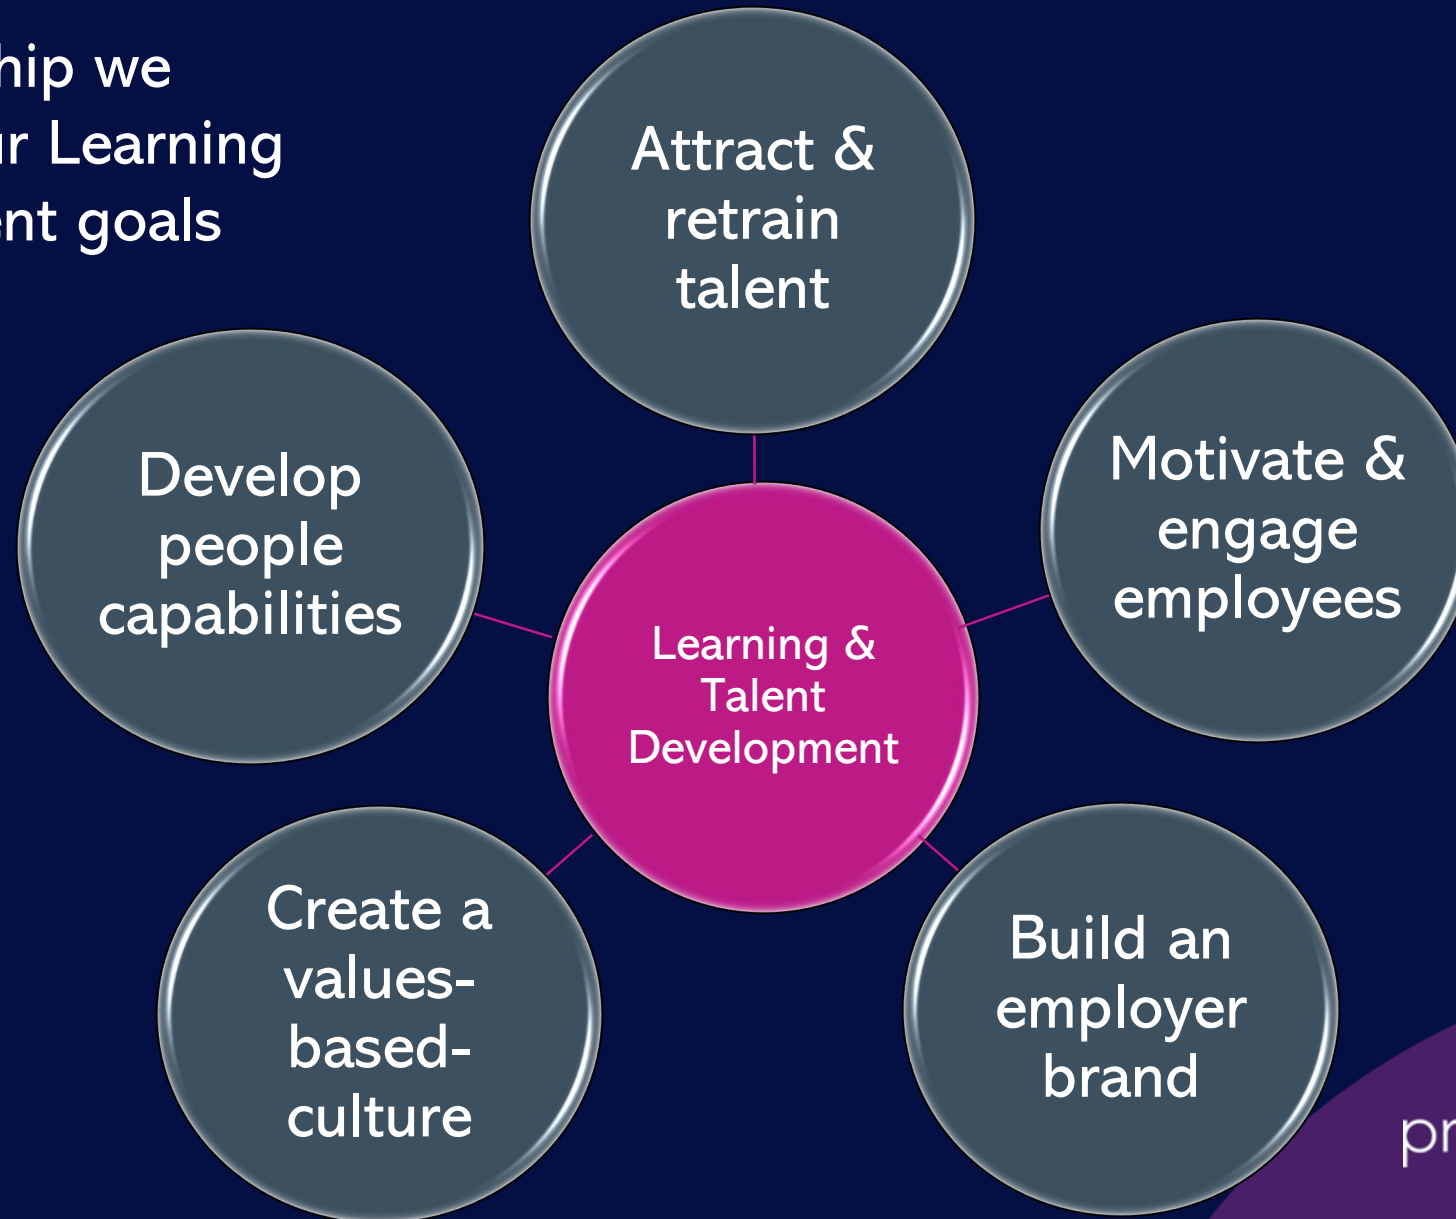 hip we
ur Learning
ent goals
Attract &
retrain
talent
Motivate &
engage
employees
Develop
people
capabilities
Learning &
Talent
Development
Create a
values-
based-
culture
Build an
employer
brand
pr